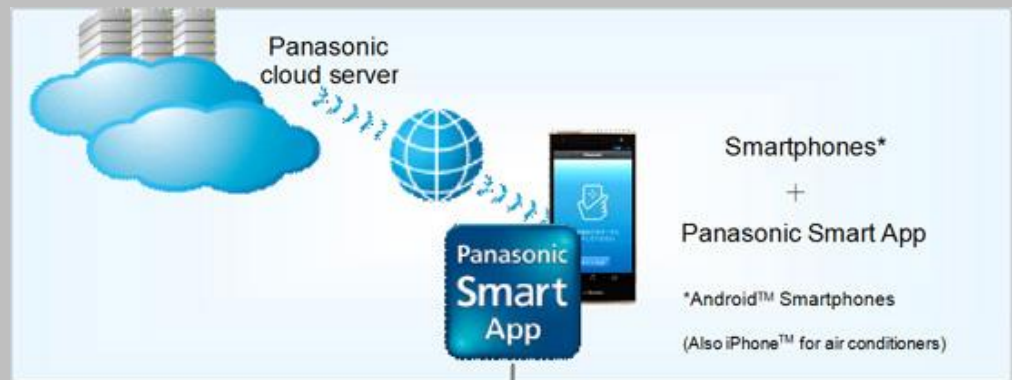 Panasonic
cloud server
Smartphones*
+
Panasonic Smart App
Panasonic
Smart
App
*Android™ Smartphones
(Also iPhone™ for air conditioners)